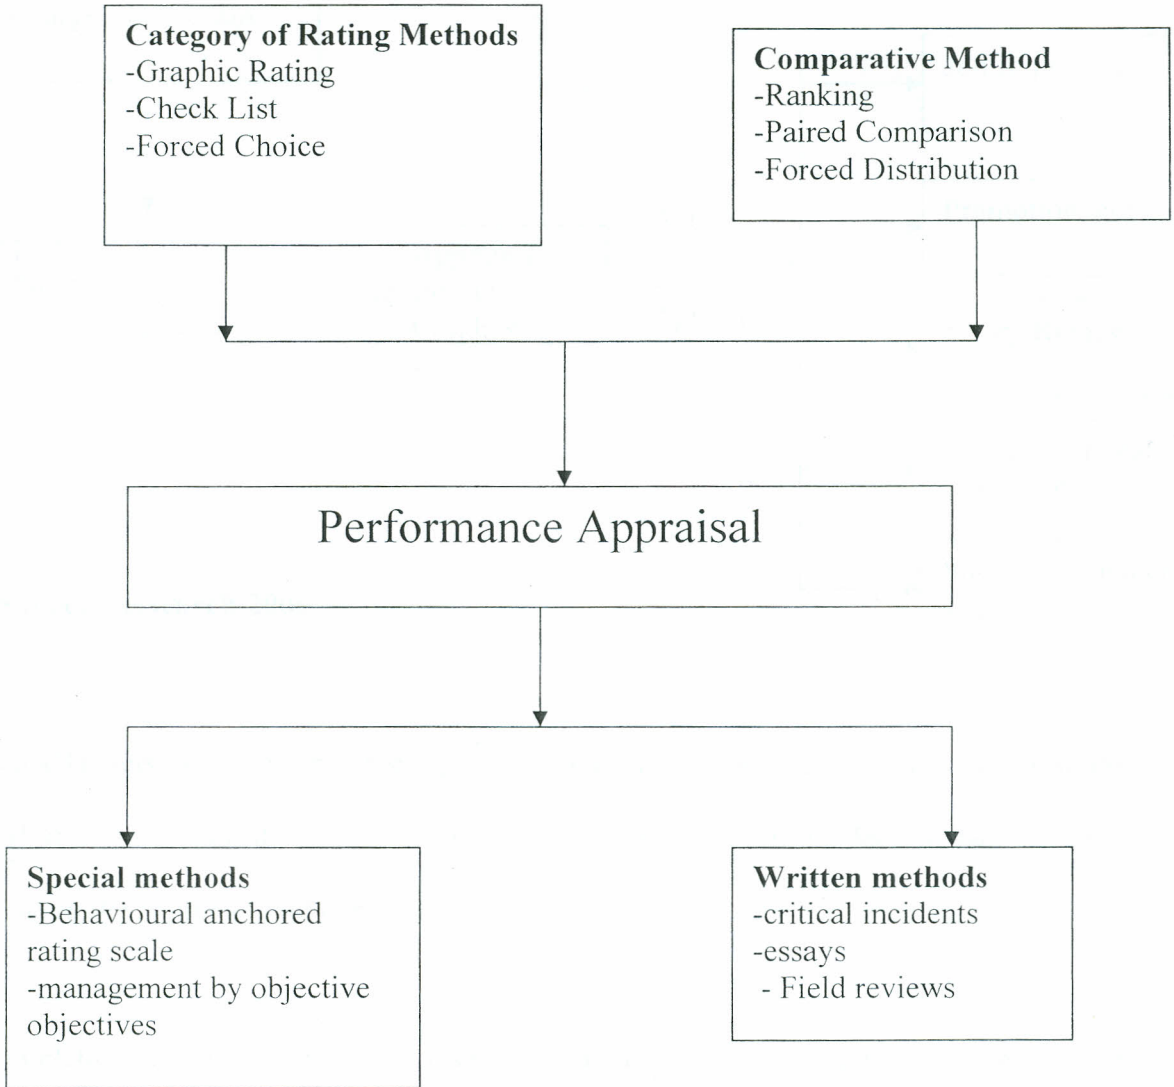 Category of Rating Methods
-Graphic Rating
-Check List
-Forced Choice
Comparative Method
-Ranking
-Paired Comparison
-Forced Distribution
Performance Appraisal
Special methods
-Behavioural anchored
rating scale
-management by objective
objectives
Written methods
-critical incidents
-essays
- Field reviews